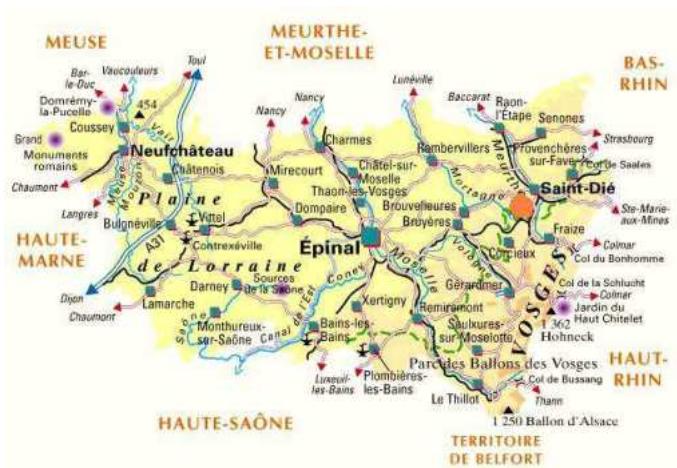 MEUSE
MEURTHE-
ET-MOSELLE
BAS-
RHIN
Toul
Bar-
le-Duc
Vaucouleurs
Domrémy-
la-Pucelle
454
Coussey
Vair
Grand
Monuments
romains
Neufchâteau
Chaumont
Châtenois
Meuse
Mouzon
Langres
Plaine
Bulgnéville
Vittel
A31
Contrexéville
HAUTE-
MARNE
de Lorraine
Dijon
Chaumont
Lamarche
Darney
Sources
de la Saône
Saône
Monthureux-
sur-Saône
Canal de l'Est
Coney
Bains-les-
Bains
Nancy
Nancy
Lunéville
Baccarat
Raon-
l'Étape
Senones
Charmes
Rambervillers
Provenchères
sur-Fave
Strasbourg
Col de Saales
Mirecourt
Châtel-sur-
Moselle
Thaon-les-Vosges
Mortagne
Meurthe
Saint-Dié
Dompaire
Brouvelieures
Bruyères
Ste-Marie-
aux-Mines
Épinal
Moselle
Vologne
Corcieux
Fraize
Colmar
Col du Bonhomme
Gérardmer
VOSGES
Col de la Schlucht
Colmar
Xertigny
Remiremont
Jardin du
Haut Chitelet
1 362
Hohneck
Saulxures-
sur-Moselotte
Parc des Ballons des Vosges
HAUT-
RHIN
Luxeuil-
les-Bains
Plombières-
les-Bains
Le Thillot
Col de Bussang
Thann
1 250 Ballon d'Alsace
HAUTE-SAÔNE
TERRITOIRE
DE BELFORT